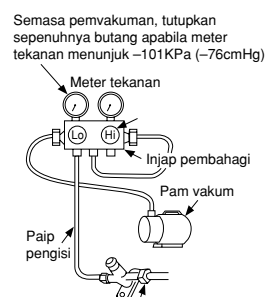 Semasa pemvakuman, tutupkan
sepenuhnya butang apabila meter
tekanan menunjuk –101KPa (–76cmHg)
Meter tekanan
Lo
Hi
Injap pembahagi
Pam vakum
Paip
pengisi